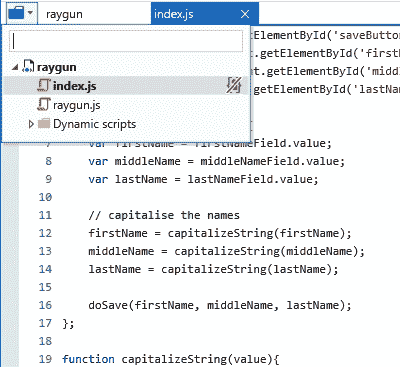 raygun index.js
ElementById('saveButto
raygun t.getElementById('first
index.js t.getElementById('middl
raygun.js .getElementById('lastNa
Dynamic scripts
7 var firstName = firstNameField.value;
8 var middleName = middleNameField.value;
9 var lastName = lastNameField.value;
10
11 // capitalise the names
12 firstName = capitalizeString(firstName);
13 middleName = capitalizeString(middleName);
14 lastName = capitalizeString(lastName);
15
16 doSave(firstName, middleName, lastName);
17 };
18
19 function capitalizeString(value){